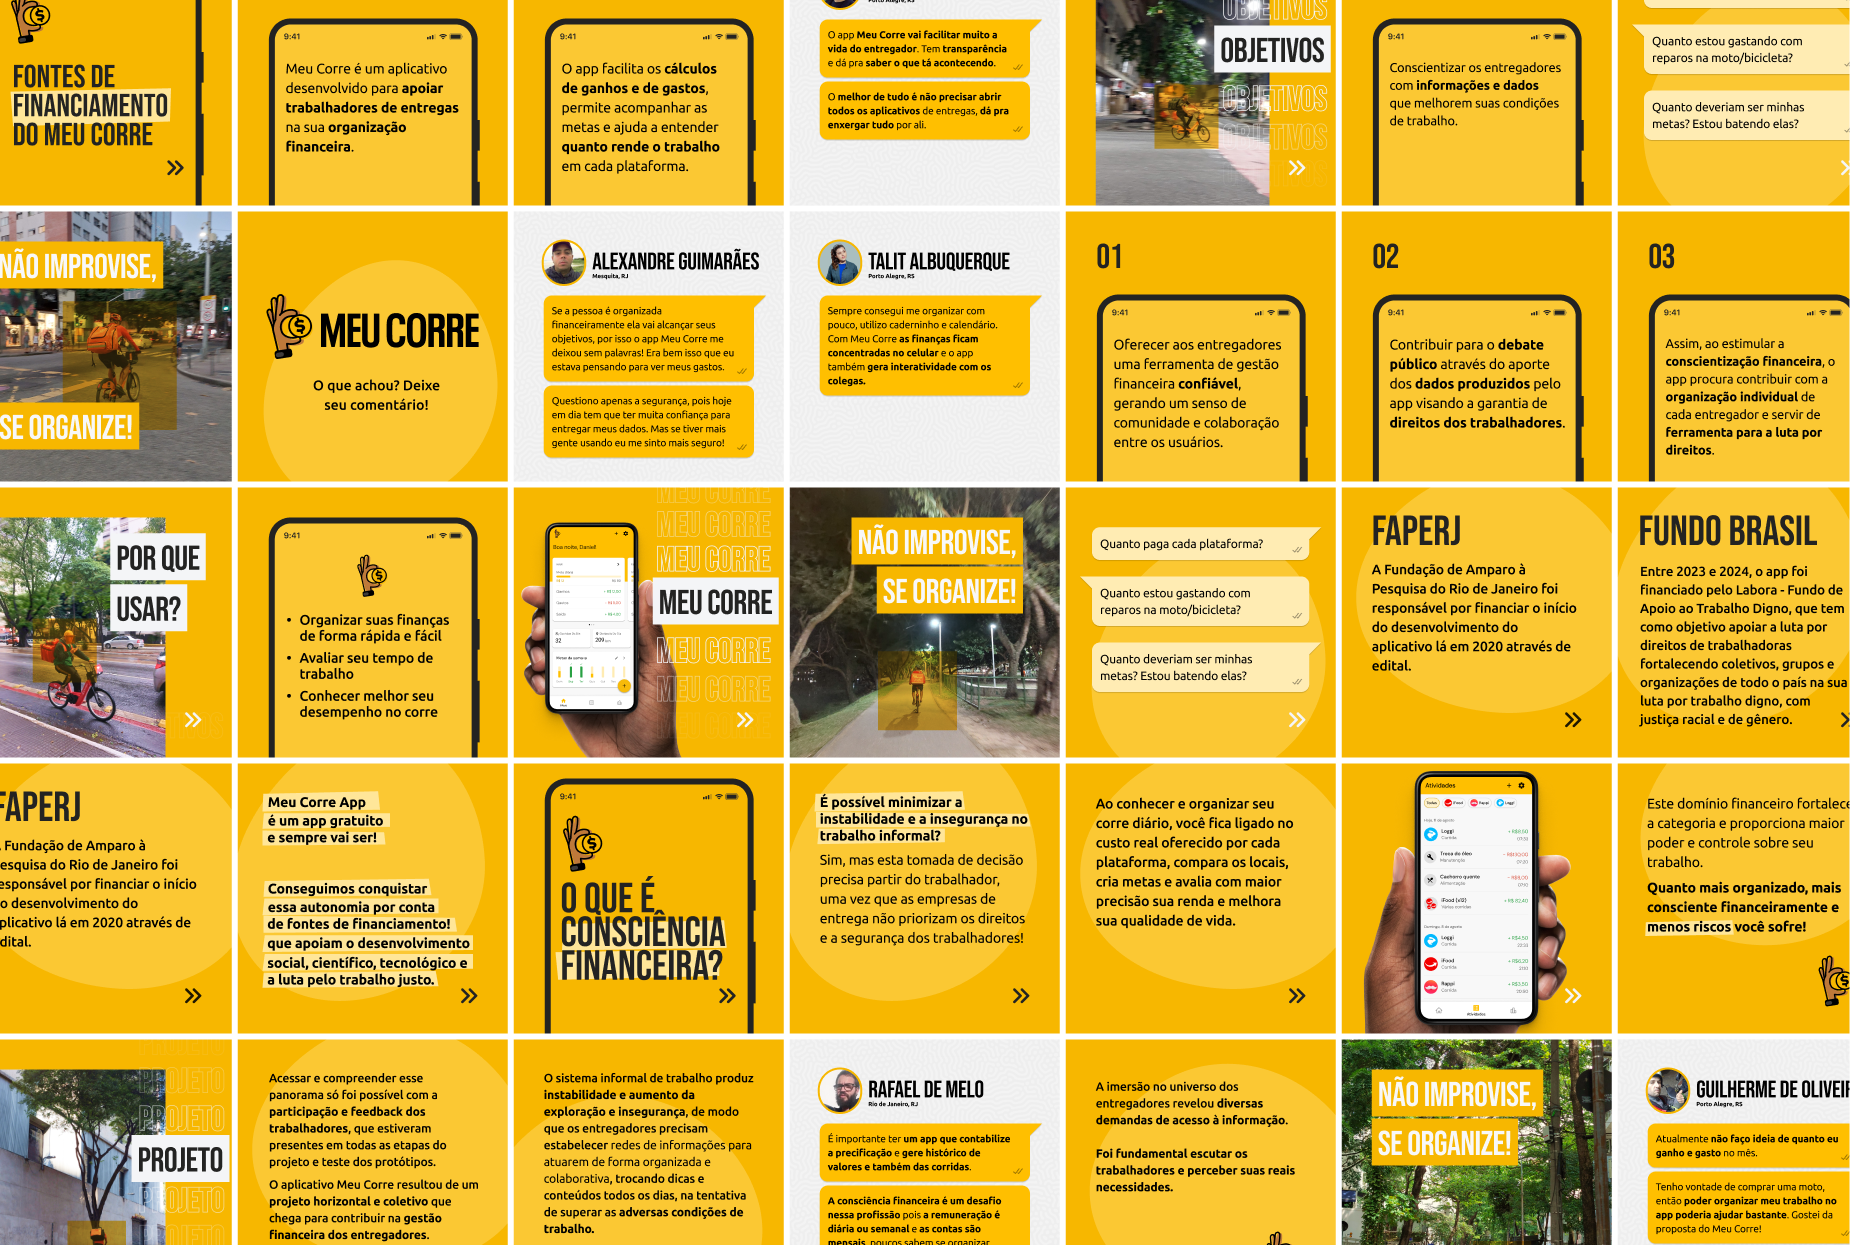 FONTES DE
FINANCIAMENTO
DO MEU CORRE
9:41
Meu Corre é um aplicativo
desenvolvido para apoiar
trabalhadores de entregas
na sua organização
financeira.
9:41
O app facilita os cálculos
de ganhos e de gastos,
permite acompanhar as
metas e ajuda a entender
quanto rende o trabalho
em cada plataforma.
Porto Alegre, RS
O app Meu Corre vai facilitar muito a
vida do entregador. Tem transparência
e dá pra saber o que tá acontecendo.
O melhor de tudo é não precisar abrir
todos os aplicativos de entregas, dá pra
enxergar tudo por ali.
OBJETIVOS
OBJETIVOS
OBJETIVOS
OBJETIVOS
9:41
Conscientizar os entregadores
com informações e dados
que melhorem suas condições
de trabalho.
Quanto estou gastando com
reparos na moto/bicicleta?
Quanto deveriam ser minhas
metas? Estou batendo elas?
NÃO IMPROVISE,
SE ORGANIZE!
MEU CORRE
O que achou? Deixe
seu comentário!
ALEXANDRE GUIMARÃES
Mesquita, RJ
Se a pessoa é organizada
financeiramente ela vai alcançar seus
objetivos, por isso o app Meu Corre me
deixou sem palavras! Era bem isso que eu
estava pensando para ver meus gastos.
Questiono apenas a segurança, pois hoje
em dia tem que ter muita confiança para
entregar meus dados. Mas se tiver mais
gente usando eu me sinto mais seguro!
TALIT ALBUQUERQUE
Porto Alegre, RS
Sempre consegui me organizar com
pouco, utilizo caderninho e calendário.
Com Meu Corre as finanças ficam
concentradas no celular e o app
também gera interatividade com os
colegas.
01
9:41
Oferecer aos entregadores
uma ferramenta de gestão
financeira confiável,
gerando um senso de
comunidade e colaboração
entre os usuários.
02
9:41
Contribuir para o debate
público através do aporte
dos dados produzidos pelo
app visando a garantia de
direitos dos trabalhadores.
03
9:41
Assim, ao estimular a
conscientização financeira, o
app procura contribuir com a
organização individual de
cada entregador e servir de
ferramenta para a luta por
direitos.
POR QUE
USAR?
9:41
• Organizar suas finanças
de forma rápida e fácil
• Avaliar seu tempo de
trabalho
• Conhecer melhor seu
desempenho no corre
MEU CORRE
MEU CORRE
MEU CORRE
MEU CORRE
MEU CORRE
MEU CORRE
Boa noite, Daniel!
32
209
NÃO IMPROVISE,
SE ORGANIZE!
Quanto paga cada plataforma?
Quanto estou gastando com
reparos na moto/bicicleta?
Quanto deveriam ser minhas
metas? Estou batendo elas?
FAPERJ
A Fundação de Amparo à
Pesquisa do Rio de Janeiro foi
responsável por financiar o início
do desenvolvimento do
aplicativo lá em 2020 através de
edital.
FUNDO BRASIL
Entre 2023 e 2024, o app foi
financiado pelo Labora - Fundo de
Apoio ao Trabalho Digno, que tem
como objetivo apoiar a luta por
direitos de trabalhadoras
fortalecendo coletivos, grupos e
organizações de todo o país na sua
luta por trabalho digno, com
justiça racial e de gênero.
FAPERJ
Fundação de Amparo à
esquisa do Rio de Janeiro foi
esponsável por financiar o início
o desenvolvimento do
plicativo lá em 2020 através de
dital.
Meu Corre App
é um app gratuito
e sempre vai ser!
Conseguimos conquistar
essa autonomia por conta
de fontes de financiamento!
que apoiam o desenvolvimento
social, científico, tecnológico e
a luta pelo trabalho justo.
9:41
O QUE É
CONSCIÊNCIA
FINANCEIRA?
É possível minimizar a
instabilidade e a insegurança no
trabalho informal?
Sim, mas esta tomada de decisão
precisa partir do trabalhador,
uma vez que as empresas de
entrega não priorizam os direitos
e a segurança dos trabalhadores!
Ao conhecer e organizar seu
corre diário, você fica ligado no
custo real oferecido por cada
plataforma, compara os locais,
cria metas e avalia com maior
precisão sua renda e melhora
sua qualidade de vida.
Atividades
Todos iFood Rappi Loggi
Loggi
Corrida
Troca de óleo
Manutenção
Cachorro quente
Alimentação
iFood (x12)
+ R$ 82,40
Loggi
Corrida
+ R$4,50
iFood
Corrida
Rappi
Corrida
+ R$3,50
Atividades
Este domínio financeiro fortalece
a categoria e proporciona maior
poder e controle sobre seu
trabalho.
Quanto mais organizado, mais
consciente financeiramente e
menos riscos você sofre!
PROJETO
PROJETO
PROJETO
PROJETO
Acessar e compreender esse
panorama só foi possível com a
participação e feedback dos
trabalhadores, que estiveram
presentes em todas as etapas do
projeto e teste dos protótipos.
O aplicativo Meu Corre resultou de um
projeto horizontal e coletivo que
chega para contribuir na gestão
financeira dos entregadores.
O sistema informal de trabalho produz
instabilidade e aumento da
exploração e insegurança, de modo
que os entregadores precisam
estabelecer redes de informações para
atuarem de forma organizada e
colaborativa, trocando dicas e
conteúdos todos os dias, na tentativa
de superar as adversas condições de
trabalho.
RAFAEL DE MELO
Rio de Janeiro, RJ
É importante ter um app que contabilize
a precificação e gere histórico de
valores e também das corridas.
A consciência financeira é um desafio
nessa profissão pois a remuneração é
diária ou semanal e as contas são
mensais, poucos sabem se organizar
A imersão no universo dos
entregadores revelou diversas
demandas de acesso à informação.
Foi fundamental escutar os
trabalhadores e perceber suas reais
necessidades.
NÃO IMPROVISE,
SE ORGANIZE!
GUILHERME DE OLIVEIR
Porto Alegre, RS
Atualmente não faço ideia de quanto eu
ganho e gasto no mês.
Tenho vontade de comprar uma moto,
então poder organizar meu trabalho no
app poderia ajudar bastante. Gostei da
proposta do Meu Corre!